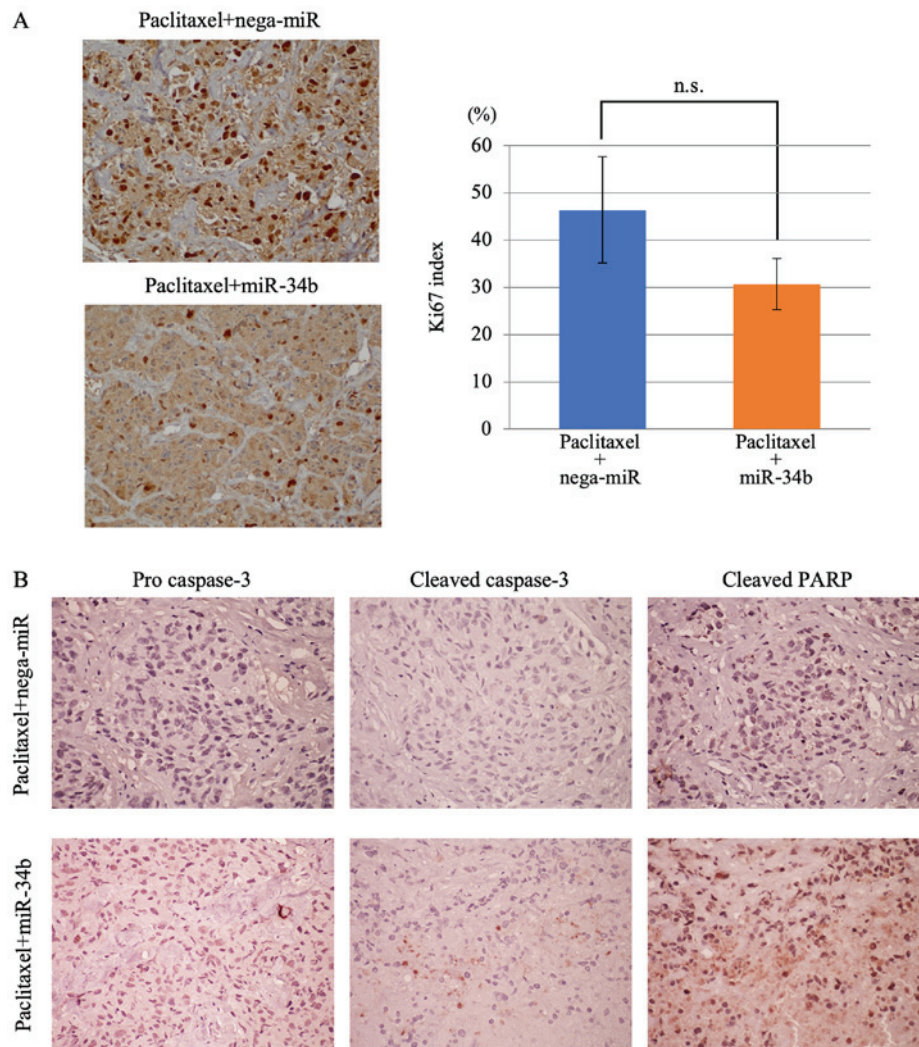 A
Paclitaxel+nega-miR
Paclitaxel+miR-34b
n.s.
(%)
60
50
40
30
20
10
0
Ki67 index
Paclitaxel
+
nega-miR
Paclitaxel
+
miR-34b
B
Pro caspase-3
Cleaved caspase-3
Cleaved PARP
Paclitaxel+nega-miR
Paclitaxel+miR-34b